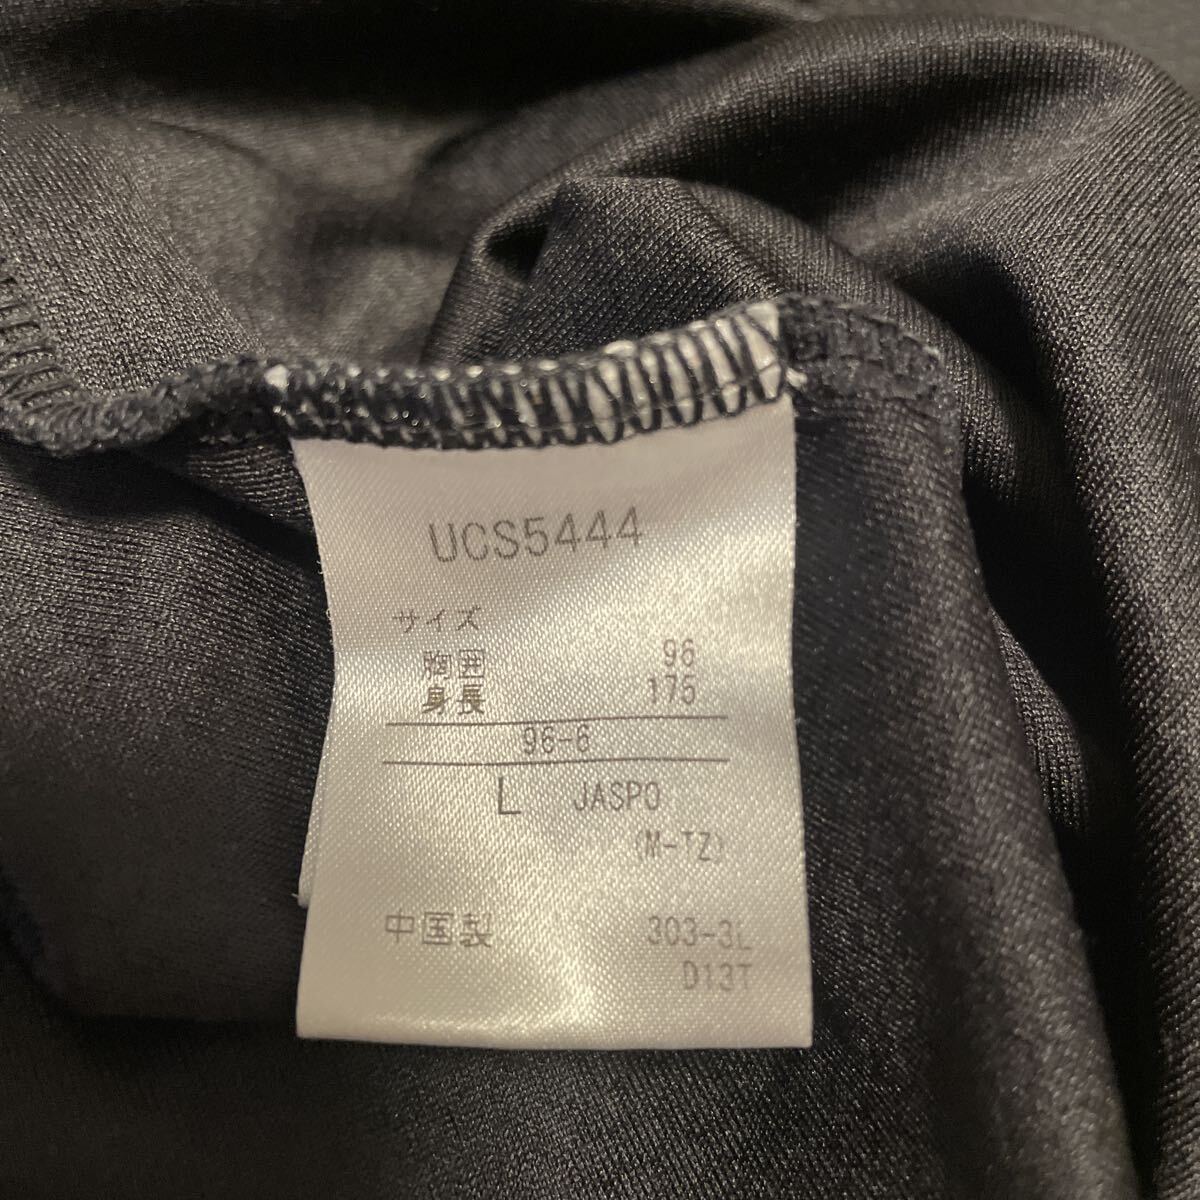 UCS5444
サイズ
胸囲 96
身長 175
96-6
L JASPO
(M-TZ)
中国製 303-3L
D13T